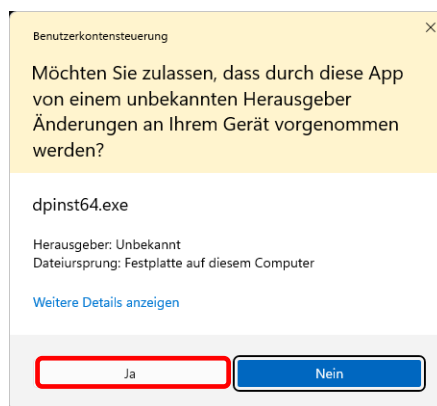 Benutzerkontensteuerung
Möchten Sie zulassen, dass durch diese App
von einem unbekannten Herausgeber
Änderungen an Ihrem Gerät vorgenommen
werden?
dpinst64.exe
Herausgeber: Unbekannt
Dateiursprung: Festplatte auf diesem Computer
Weitere Details anzeigen
Ja Nein